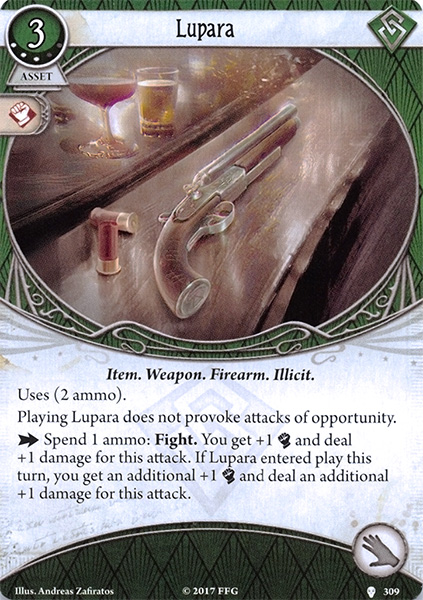 3
Lupara
ASSET
Item. Weapon. Firearm. Illicit.
Uses (2 ammo).
Playing Lupara does not provoke attacks of opportunity.
Spend 1 ammo: Fight. You get +1 and deal
+1 damage for this attack. If Lupara entered play this
turn, you get an additional +1 and deal an additional
+1 damage for this attack.
Illus. Andreas Zafiratos
© 2017 FFG
309